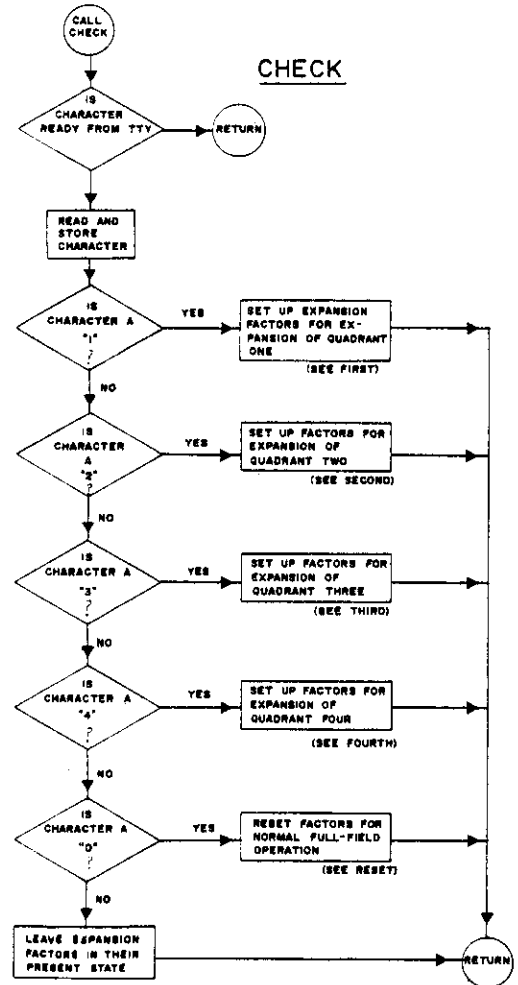 CALL
CHECK
CHECK
IS
CHARACTER
READY FROM TTY
RETURN
READ AND
STORE
CHARACTER
IS
CHARACTER A
"1"
?
YES
SET UP EXPANSION
FACTORS FOR EX-
PANSION OF QUADRANT
ONE
(SEE FIRST)
NO
IS
CHARACTER
A
"2"
?
YES
SET UP FACTORS FOR
EXPANSION OF
QUADRANT TWO
(SEE SECOND)
NO
IS
CHARACTER A
"3"
?
YES
SET UP FACTORS FOR
EXPANSION OF
QUADRANT THREE
(SEE THIRD)
NO
IS
CHARACTER A
"4"
?
YES
SET UP FACTORS FOR
EXPANSION OF
QUADRANT FOUR
(SEE FOURTH)
NO
IS
CHARACTER A
"0"
?
YES
RESET FACTORS FOR
NORMAL FULL-FIELD
OPERATION
(SEE RESET)
NO
LEAVE EXPANSION
FACTORS IN THEIR
PRESENT STATE
RETURN